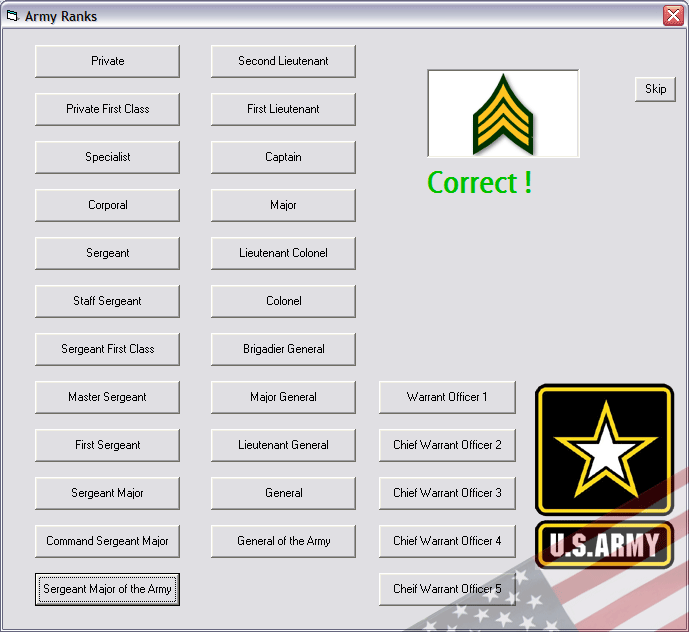 Army Ranks
Private
Private First Class
Specialist
Corporal
Sergeant
Staff Sergeant
Sergeant First Class
Master Sergeant
First Sergeant
Sergeant Major
Command Sergeant Major
Sergeant Major of the Army
Second Lieutenant
First Lieutenant
Captain
Major
Lieutenant Colonel
Colonel
Brigadier General
Major General
Lieutenant General
General
General of the Army
Warrant Officer 1
Chief Warrant Officer 2
Chief Warrant Officer 3
Chief Warrant Officer 4
Cheif Warrant Officer 5
Correct !
Skip
U.S.ARMY